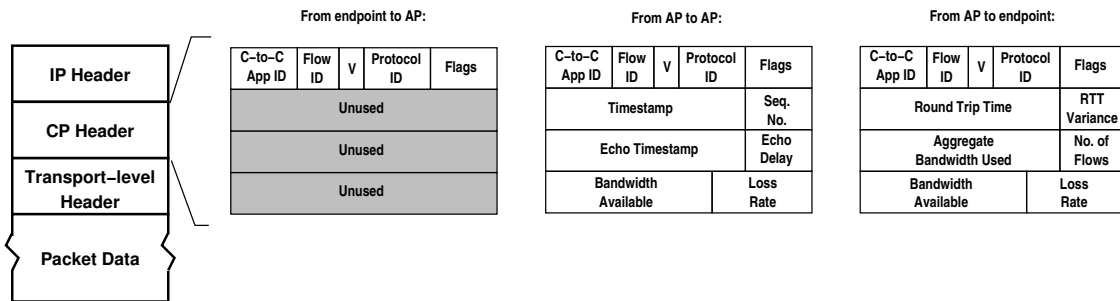 From endpoint to AP:
From AP to AP:
From AP to endpoint:
IP Header
CP Header
Transport−level
Header
Packet Data
C−to−C
App ID
Flow
ID
V
Protocol
ID
Flags
Unused
Unused
Unused
C−to−C
App ID
Flow
ID
V
Protocol
ID
Flags
Timestamp
Seq.
No.
Echo Timestamp
Echo
Delay
Bandwidth
Available
Loss
Rate
C−to−C
App ID
Flow
ID
V
Protocol
ID
Flags
Round Trip Time
RTT
Variance
Aggregate
Bandwidth Used
No. of
Flows
Bandwidth
Available
Loss
Rate